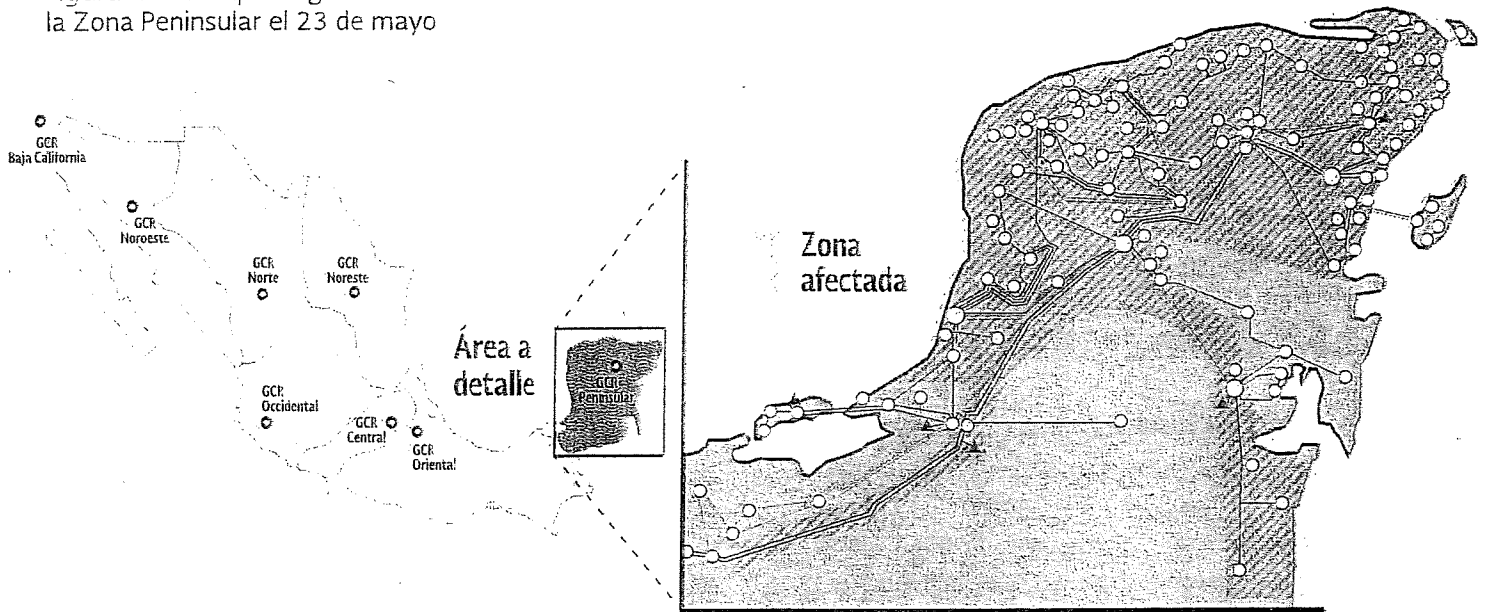 la Zona Peninsular el 23 de mayo
GCR
Baja California
GCR
Noroeste
GCR
Norte
GCR
Noreste
GCR
Occidental
GCR
Central
GCR
Oriental
Área a
detalle
GCR
Peninsular
Zona
afectada